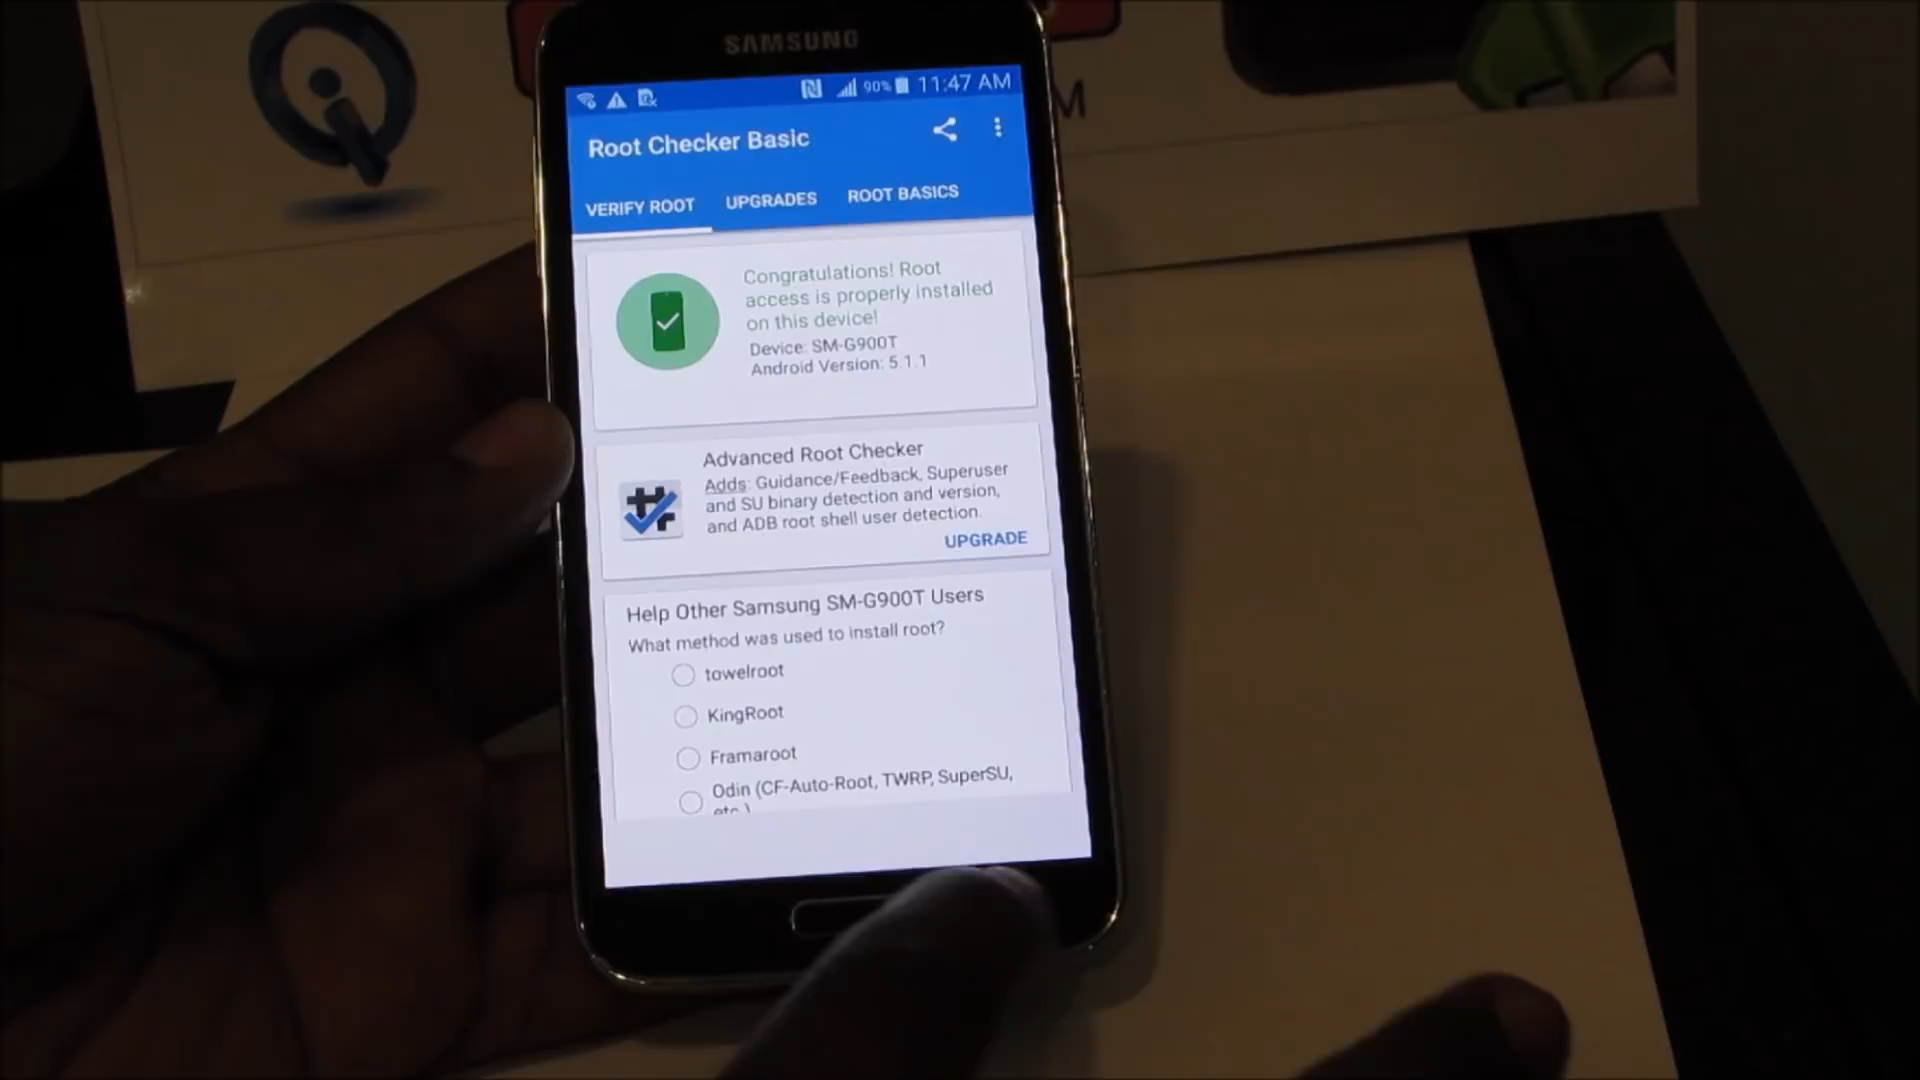 SAMSUNG
90% 11:47 AM
M
Root Checker Basic
VERIFY ROOT UPGRADES ROOT BASICS
Congratulations! Root
access is properly installed
on this device!
Device: SM-G900T
Android Version: 5.1.1
Advanced Root Checker
Adds: Guidance/Feedback, Superuser
and SU binary detection and version,
and ADB root shell user detection.
UPGRADE
Help Other Samsung SM-G900T Users
What method was used to install root?
towelroot
KingRoot
Framaroot
Odin (CF-Auto-Root, TWRP, SuperSU,
etc.)